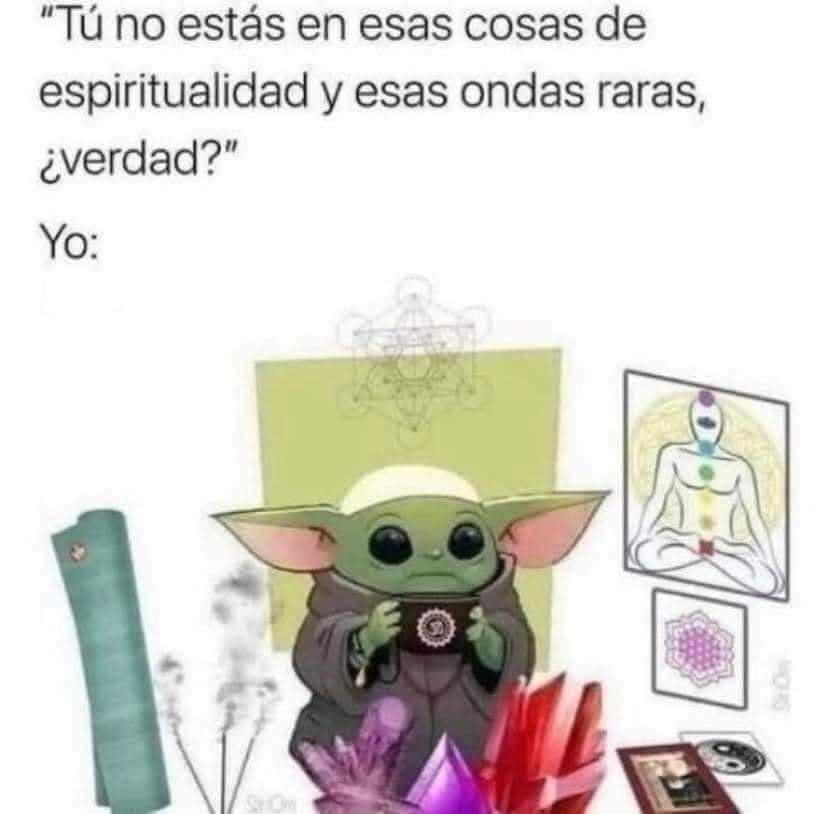 "Tú no estás en esas cosas de
espiritualidad y esas ondas raras,
¿verdad?"
Yo: